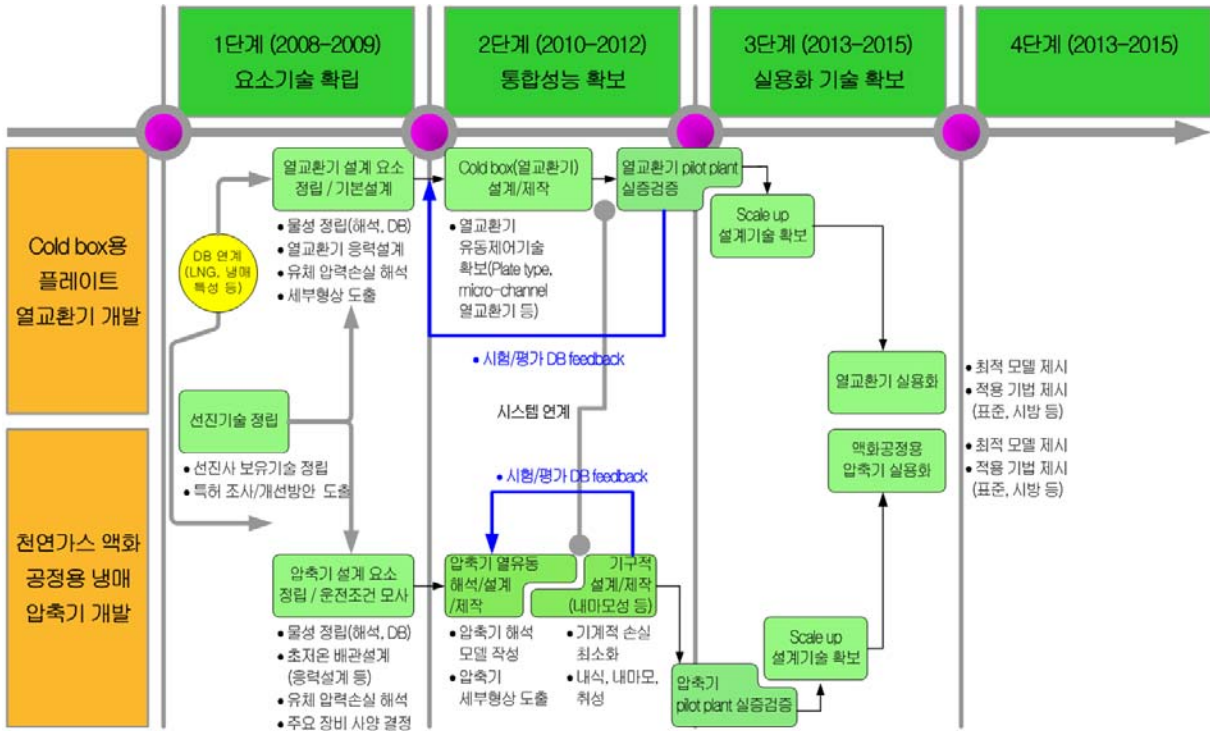 1단계 (2008-2009)
요소기술 확립
2단계 (2010-2012)
통합성능 확보
3단계 (2013-2015)
실용화 기술 확보
4단계 (2013-2015)
Cold box용
플레이트
열교환기 개발
열교환기 설계 요소
정립 / 기본설계
• 물성 정립(해석, DB)
• 열교환기 응력설계
• 유체 압력손실 해석
• 세부형상 도출
DB 연계
(LNG, 냉매
특성 등)
Cold box(열교환기)
설계/제작
• 열교환기
유동제어기술
확보(Plate type,
micro-channel
열교환기 등)
열교환기 pilot plant
실증검증
Scale up
설계기술 확보
• 시험/평가 DB feedback
열교환기 실용화
• 최적 모델 제시
• 적용 기법 제시
(표준, 시방 등)
선진기술 정립
• 선진사 보유기술 정립
• 특허 조사/개선방안 도출
시스템 연계
천연가스 액화
공정용 냉매
압축기 개발
• 시험/평가 DB feedback
액화공정용
압축기 실용화
• 최적 모델 제시
• 적용 기법 제시
(표준, 시방 등)
압축기 설계 요소
정립 / 운전조건 모사
• 물성 정립(해석, DB)
• 초저온 배관설계
(응력설계 등)
• 유체 압력손실 해석
• 주요 장비 사양 결정
압축기 열유동
해석/설계
/제작
• 압축기 해석
모델 작성
• 압축기
세부형상 도출
기구적
설계/제작
(내마모성 등)
• 기계적 손실
최소화
• 내식, 내마모,
취성
압축기
pilot plant 실증검증
Scale up
설계기술 확보